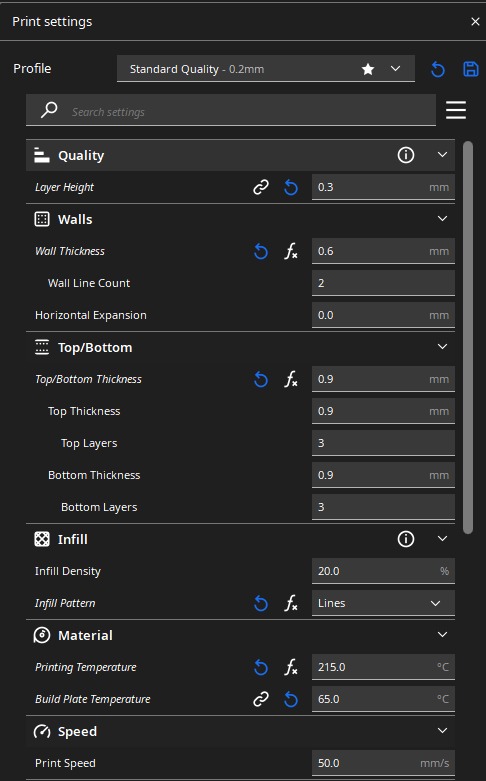 Print settings ×
Profile Standard Quality - 0.2mm
Search settings
Quality
Layer Height 0.3 mm
Walls
Wall Thickness fx 0.6 mm
Wall Line Count 2
Horizontal Expansion 0.0 mm
Top/Bottom
Top/Bottom Thickness fx 0.9 mm
Top Thickness 0.9 mm
Top Layers 3
Bottom Thickness 0.9 mm
Bottom Layers 3
Infill
Infill Density 20.0 %
Infill Pattern fx Lines
Material
Printing Temperature fx 215.0 °C
Build Plate Temperature 65.0 °C
Speed
Print Speed 50.0 mm/s